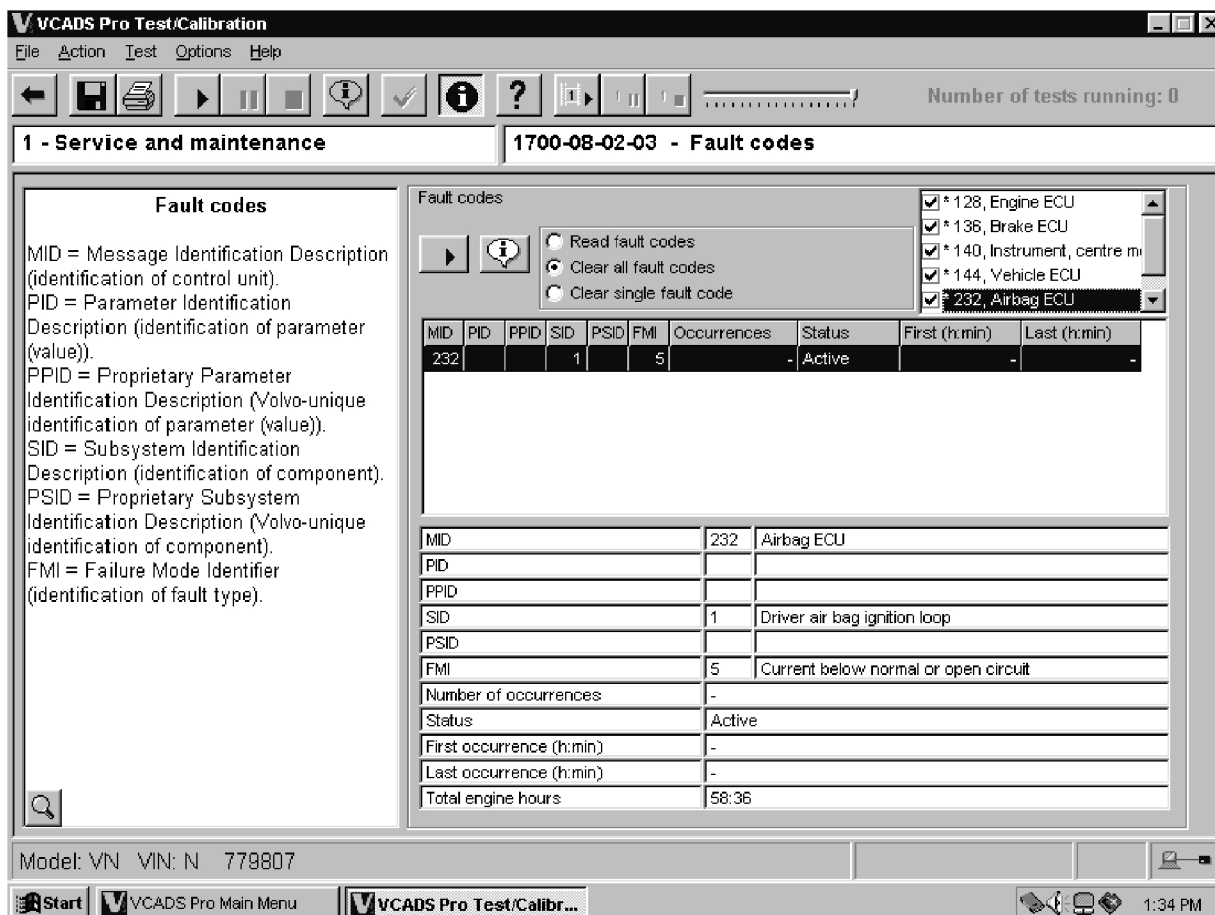 VCADS Pro Test/Calibration
File Action Test Options Help
Number of tests running: 0
1 - Service and maintenance
1700-08-02-03 - Fault codes
Fault codes
MID = Message Identification Description
(identification of control unit).
PID = Parameter Identification
Description (identification of parameter
(value)).
PPID = Proprietary Parameter
Identification Description (Volvo-unique
identification of parameter (value)).
SID = Subsystem Identification
Description (identification of component).
PSID = Proprietary Subsystem
Identification Description (Volvo-unique
identification of component).
FMI = Failure Mode Identifier
(identification of fault type).
Fault codes
Read fault codes
Clear all fault codes
Clear single fault code
* 128, Engine ECU
* 136, Brake ECU
* 140, Instrument, centre m
* 144, Vehicle ECU
* 232, Airbag ECU
MID PID PPID SID PSID FMI Occurrences Status First (h:min) Last (h:min)
232 1 5 - Active - -
MID 232 Airbag ECU
PID
PPID
SID 1 Driver air bag ignition loop
PSID
FMI 5 Current below normal or open circuit
Number of occurrences -
Status Active
First occurrence (h:min) -
Last occurrence (h:min) -
Total engine hours 58:36
Model: VN VIN: N 779807
Start VCADS Pro Main Menu VCADS Pro Test/Calibr... 1:34 PM